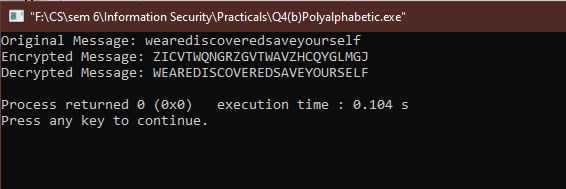 "F:\CS\sem 6\Information Security\Practicals\Q4(b)Polyalphabetic.exe"
Original Message: wearediscoveredsaveyourself
Encrypted Message: ZICVTWQNGRZGVTWAVZHCQYGLMGJ
Decrypted Message: WEAREDISCOVEREDSAVEYOURSELF
Process returned 0 (0x0)   execution time : 0.104 s
Press any key to continue.